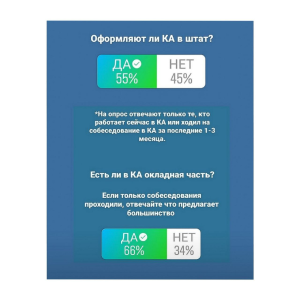 Оформляют ли КА в штат?
ДА НЕТ
55% 45%
*На опрос отвечают только те, кто
работает сейчас в КА или ходил на
собеседование в КА за последние 1-3
месяца.
Есть ли в КА окладная часть?
Если только собеседования
проходили, отвечайте что предлагает
большинство
ДА НЕТ
66% 34%